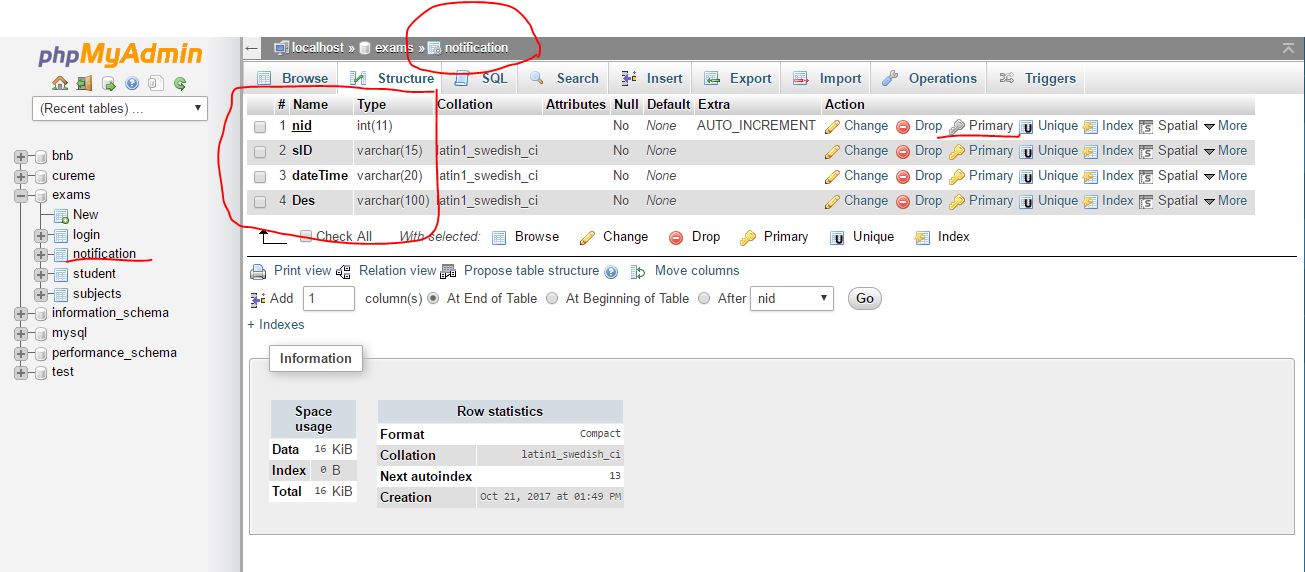 phpMyAdmin
(Recent tables) ...
bnb
cureme
exams
New
login
notification
student
subjects
information_schema
mysql
performance_schema
test
localhost » exams » notification
Browse Structure SQL Search Insert Export Import Operations Triggers
# Name Type Collation Attributes Null Default Extra Action
1 nid int(11) No None AUTO_INCREMENT Change Drop Primary Unique Index Spatial More
2 sID varchar(15) latin1_swedish_ci No None Change Drop Primary Unique Index Spatial More
3 dateTime varchar(20) latin1_swedish_ci No None Change Drop Primary Unique Index Spatial More
4 Des varchar(100) latin1_swedish_ci No None Change Drop Primary Unique Index Spatial More
Check All With selected: Browse Change Drop Primary Unique Index
Print view Relation view Propose table structure Move columns
Add 1 column(s) At End of Table At Beginning of Table After nid Go
+ Indexes
Information
Space usage
Data 16 KiB
Index 0 B
Total 16 KiB
Row statistics
Format Compact
Collation latin1_swedish_ci
Next autoindex 13
Creation Oct 21, 2017 at 01:49 PM